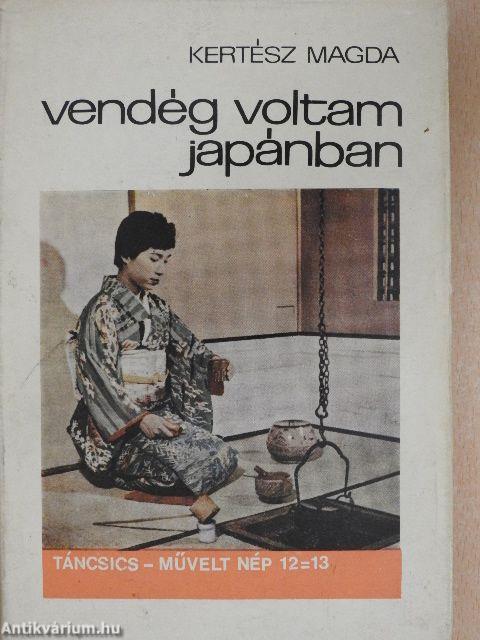 KERTÉSZ MAGDA
vendég voltam
japánban
TÁNCSICS – MŰVELT NÉP 12=13
Antikvárium.hu